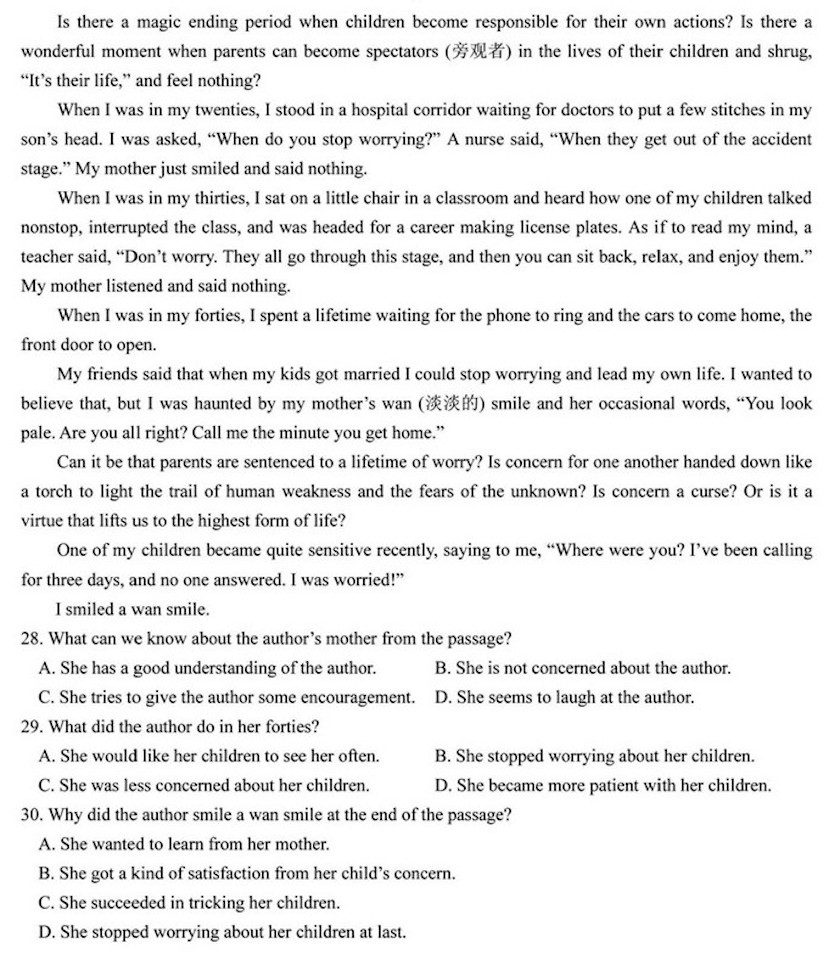 Is there a magic ending period when children become responsible for their own actions? Is there a
wonderful moment when parents can become spectators (旁观者) in the lives of their children and shrug,
“It’s their life,” and feel nothing?
When I was in my twenties, I stood in a hospital corridor waiting for doctors to put a few stitches in my
son’s head. I was asked, “When do you stop worrying?” A nurse said, “When they get out of the accident
stage.” My mother just smiled and said nothing.
When I was in my thirties, I sat on a little chair in a classroom and heard how one of my children talked
nonstop, interrupted the class, and was headed for a career making license plates. As if to read my mind, a
teacher said, “Don’t worry. They all go through this stage, and then you can sit back, relax, and enjoy them.”
My mother listened and said nothing.
When I was in my forties, I spent a lifetime waiting for the phone to ring and the cars to come home, the
front door to open.
My friends said that when my kids got married I could stop worrying and lead my own life. I wanted to
believe that, but I was haunted by my mother’s wan (淡淡的) smile and her occasional words, “You look
pale. Are you all right? Call me the minute you get home.”
Can it be that parents are sentenced to a lifetime of worry? Is concern for one another handed down like
a torch to light the trail of human weakness and the fears of the unknown? Is concern a curse? Or is it a
virtue that lifts us to the highest form of life?
One of my children became quite sensitive recently, saying to me, “Where were you? I’ve been calling
for three days, and no one answered. I was worried!”
I smiled a wan smile.
28. What can we know about the author’s mother from the passage?
A. She has a good understanding of the author. B. She is not concerned about the author.
C. She tries to give the author some encouragement. D. She seems to laugh at the author.
29. What did the author do in her forties?
A. She would like her children to see her often. B. She stopped worrying about her children.
C. She was less concerned about her children. D. She became more patient with her children.
30. Why did the author smile a wan smile at the end of the passage?
A. She wanted to learn from her mother.
B. She got a kind of satisfaction from her child’s concern.
C. She succeeded in tricking her children.
D. She stopped worrying about her children at last.